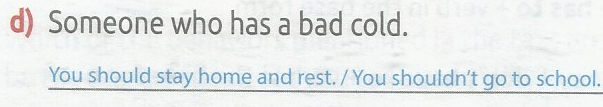 d) Someone who has a bad cold.
You should stay home and rest. / You shouldn't go to school.